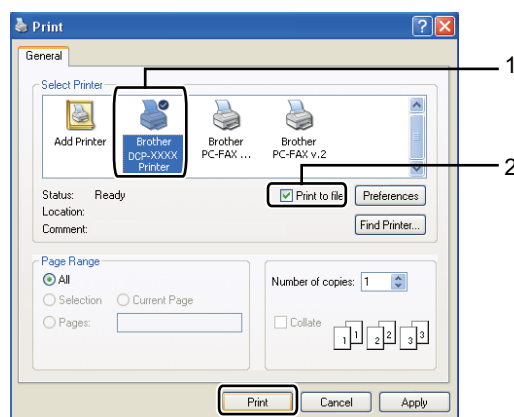 Print
General
Select Printer
Add Printer
Brother
DCP-XXXX
Printer
Brother
PC-FAX ...
Brother
PC-FAX v.2
1
Status: Ready
Location:
Comment:
Print to file
Preferences
Find Printer...
2
Page Range
All
Selection Current Page
Pages:
Number of copies: 1
Collate
1 1 2 2 3 3
Print Cancel Apply